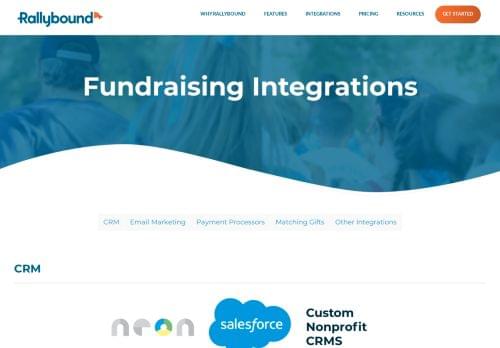 Rallybound
WHY RALLYBOUND FEATURES INTEGRATIONS PRICING RESOURCES GET STARTED
Fundraising Integrations
CRM Email Marketing Payment Processors Matching Gifts Other Integrations
CRM
neon
salesforce
Custom
Nonprofit
CRMS